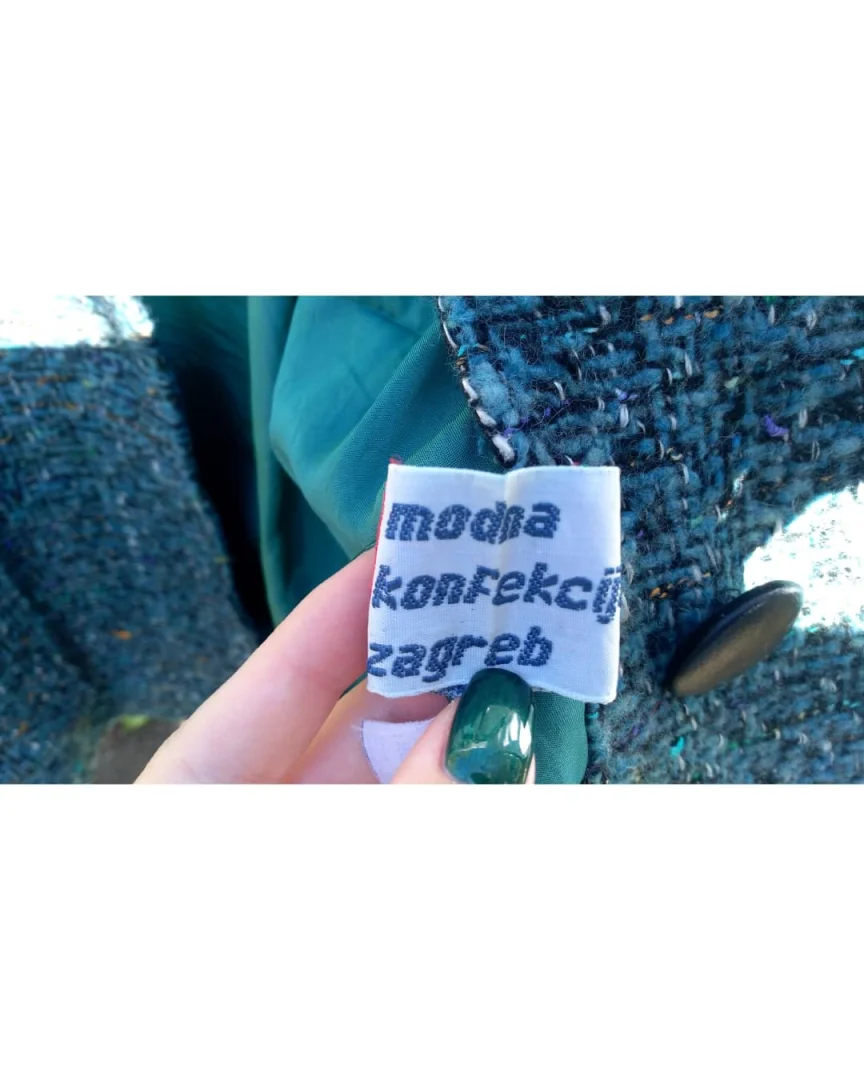 modna
konfekcij
zagreb